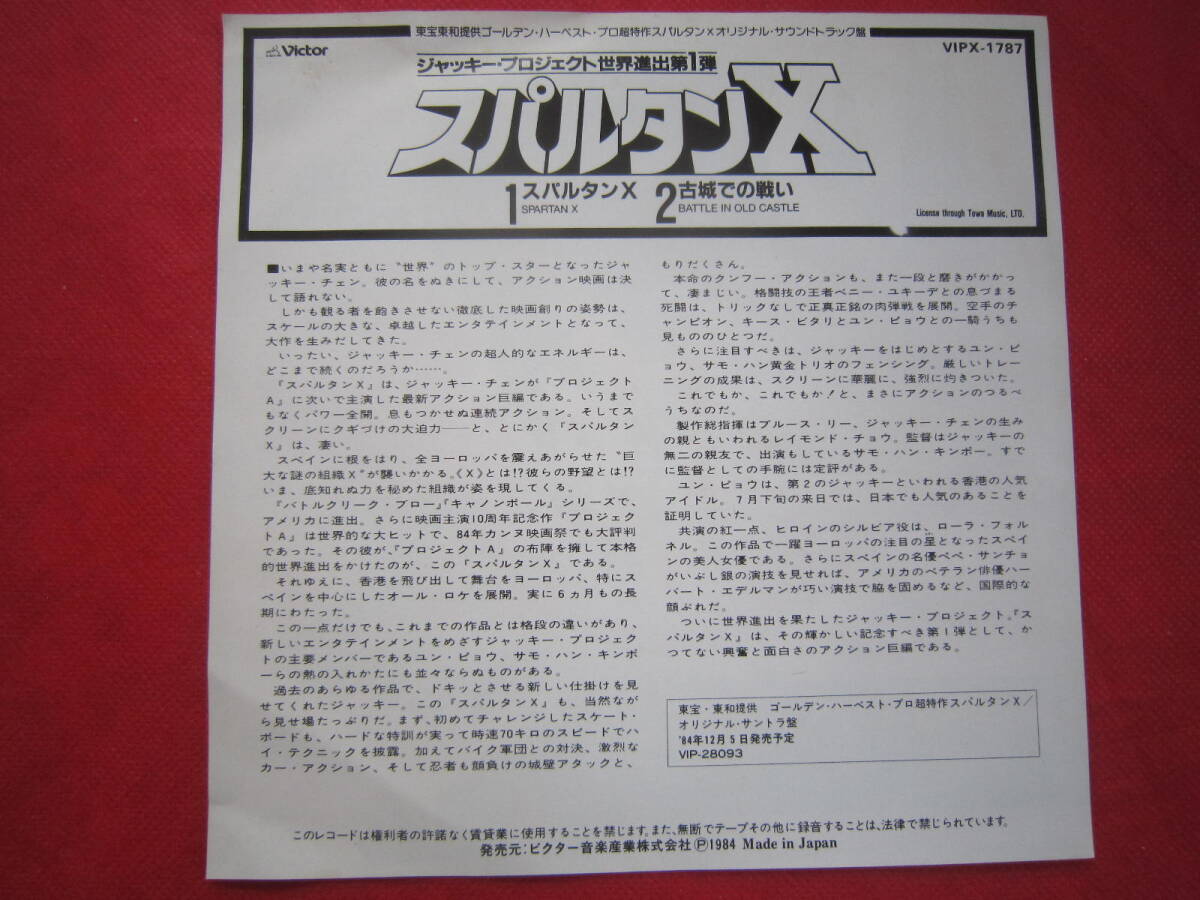 東宝東和提供ゴールデン・ハーベスト・プロ超特作スパルタンXオリジナル・サウンドトラック盤
Victor
VIPX-1787
ジャッキー・プロジェクト世界進出第1弾
スパルタンX
1 スパルタンX
SPARTAN X
2 古城での戦い
BATTLE IN OLD CASTLE
License through Towa Music, LTD.
■いまや名実ともに“世界”のトップ・スターとなったジャ
ッキー・チェン。彼の名をぬきにして、アクション映画は決
して語れない。
しかも観る者を飽きさせない徹底した映画創りの姿勢は、
スケールの大きな、卓越したエンタテインメントとなって、
大作を生みだしてきた。
いったい、ジャッキー・チェンの超人的なエネルギーは、
どこまで続くのだろうか……。
『スパルタンX』は、ジャッキー・チェンが『プロジェクト
A』に次いで主演した最新アクション巨編である。いうまで
もなくパワー全開。息もつかせぬ連続アクション。そしてス
クリーンにクギづけの大迫力──と、とにかく『スパルタン
X』は、凄い。
スペインに根をはり、全ヨーロッパを震えあがらせた“巨
大な謎の組織X”が襲いかかる。《X》とは!?彼らの野望とは!?
いま、底知れぬ力を秘めた組織が姿を現してくる。
『バトルクリーク・ブロー』『キャノンボール』シリーズで、
アメリカに進出。さらに映画主演10周年記念作『プロジェク
トA』は世界的な大ヒットで、84年カンヌ映画祭でも大評判
であった。その彼が、『プロジェクトA』の布陣を擁して本格
的世界進出をかけたのが、この『スパルタンX』である。
それゆえに、香港を飛び出して舞台をヨーロッパ、特にス
ペインを中心にしたオール・ロケを展開。実に6ヵ月もの長
期にわたった。
この一点だけでも、これまでの作品とは格段の違いがあり、
新しいエンタテインメントをめざすジャッキー・プロジェク
トの主要メンバーであるユン・ピョウ、サモ・ハン・キンポ
ーらの熱の入れかたにも並々ならぬものがある。
過去のあらゆる作品で、ドキッとさせる新しい仕掛けを見
せてくれたジャッキー。この『スパルタンX』も、当然なが
ら見せ場たっぷりだ。まず、初めてチャレンジしたスケート・
ボードも、ハードな特訓が実って時速70キロのスピードでハ
イ・テクニックを披露。加えてバイク軍団との対決、激烈な
カー・アクション、そして忍者も顔負けの城壁アタックと、
もりだくさん。
本命のクンフー・アクションも、また一段と磨きがかかっ
て、凄まじい。格闘技の王者ベニー・ユキーデとの息づまる
死闘は、トリックなしで正真正銘の肉弾戦を展開。空手のチ
ャンピオン、キース・ビタリとユン・ピョウとの一騎うちも
見もののひとつだ。
さらに注目すべきは、ジャッキーをはじめとするユン・ピ
ョウ、サモ・ハン黄金トリオのフェンシング。厳しいトレー
ニングの成果は、スクリーンに華麗に、強烈に灼きついた。
これでもか、これでもか!と、まさにアクションのつるべ
うちなのだ。
製作総指揮はブルース・リー、ジャッキー・チェンの生み
の親ともいわれるレイモンド・チョウ。監督はジャッキーの
無二の親友で、出演もしているサモ・ハン・キンポー。すで
に監督としての手腕には定評がある。
ユン・ピョウは、第2のジャッキーといわれる香港の人気
アイドル。7月下旬の来日では、日本でも人気のあることを
証明していた。
共演の紅一点、ヒロインのシルビア役は、ローラ・フォル
ネル。この作品で一躍ヨーロッパの注目の星となったスペイ
ンの美人女優である。さらにスペインの名優ペペ・サンチョ
がいぶし銀の演技を見せれば、アメリカのベテラン俳優ハー
バート・エデルマンが巧い演技で脇を固めるなど、国際的な
顔ぶれだ。
ついに世界進出を果たしたジャッキー・プロジェクト。『ス
パルタンX』は、その輝かしい記念すべき第1弾として、か
つてない興奮と面白さのアクション巨編である。
東宝・東和提供 ゴールデン・ハーベスト・プロ超特作スパルタンX／
オリジナル・サントラ盤
'84年12月5日発売予定
VIP-28093
このレコードは権利者の許諾なく賃貸業に使用することを禁じます。また、無断でテープその他に録音することは、法律で禁じられています。
発売元：ビクター音楽産業株式会社 Ⓟ1984 Made in Japan